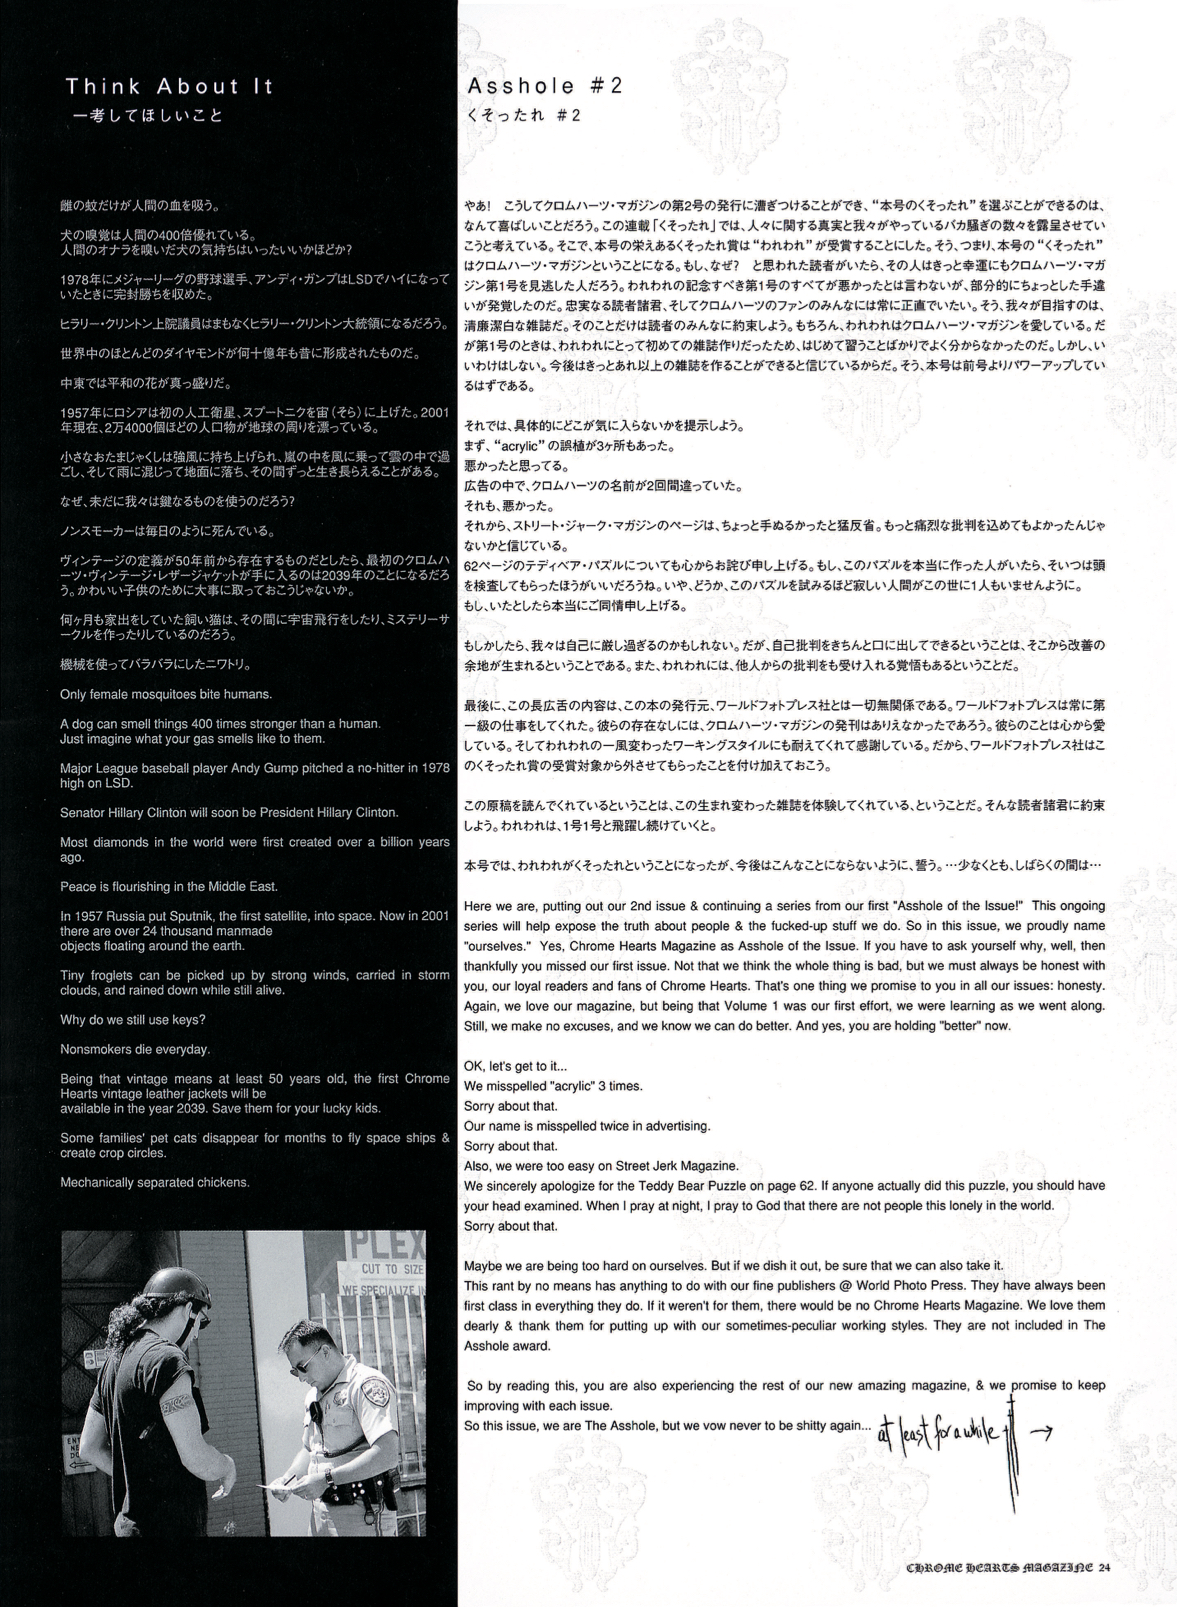 Think About It
一考してほしいこと
雌の蚊だけが人間の血を吸う。
犬の嗅覚は人間の400倍優れている。
人間のオナラを嗅いだ犬の気持ちはいったいいかほどか?
1978年にメジャーリーグの野球選手、アンディ・ガンプはLSDでハイになって
いたときに完封勝ちを収めた。
ヒラリー・クリントン上院議員はまもなくヒラリー・クリントン大統領になるだろう。
世界中のほとんどのダイヤモンドが何十億年も昔に形成されたものだ。
中東では平和の花が真っ盛りだ。
1957年にロシアは初の人工衛星、スプートニクを宙(そら)に上げた。2001
年現在、2万4000個ほどの人口物が地球の周りを漂っている。
小さなおたまじゃくしは強風に持ち上げられ、嵐の中を風に乗って雲の中で過
ごし、そして雨に混じって地面に落ち、その間ずっと生き長らえることがある。
なぜ、未だに我々は鍵なるものを使うのだろう?
ノンスモーカーは毎日のように死んでいる。
ヴィンテージの定義が50年前から存在するものだとしたら、最初のクロムハ
ーツ・ヴィンテージ・レザージャケットが手に入るのは2039年のことになるだろ
う。かわいい子供のために大事に取っておこうじゃないか。
何ヶ月も家出をしていた飼い猫は、その間に宇宙飛行をしたり、ミステリーサ
ークルを作ったりしているのだろう。
機械を使ってバラバラにしたニワトリ。
Only female mosquitoes bite humans.
A dog can smell things 400 times stronger than a human.
Just imagine what your gas smells like to them.
Major League baseball player Andy Gump pitched a no-hitter in 1978
high on LSD.
Senator Hillary Clinton will soon be President Hillary Clinton.
Most diamonds in the world were first created over a billion years
ago.
Peace is flourishing in the Middle East.
In 1957 Russia put Sputnik, the first satellite, into space. Now in 2001
there are over 24 thousand manmade
objects floating around the earth.
Tiny froglets can be picked up by strong winds, carried in storm
clouds, and rained down while still alive.
Why do we still use keys?
Nonsmokers die everyday.
Being that vintage means at least 50 years old, the first Chrome
Hearts vintage leather jackets will be
available in the year 2039. Save them for your lucky kids.
Some families' pet cats disappear for months to fly space ships &
create crop circles.
Mechanically separated chickens.
PLEX
CUT TO SIZE
WE SPECIALIZE IN
Asshole #2
くそったれ #2
やあ! こうしてクロムハーツ・マガジンの第2号の発行に漕ぎつけることができ、“本号のくそったれ”を選ぶことができるのは、
なんて喜ばしいことだろう。この連載「くそったれ」では、人々に関する真実と我々がやっているバカ騒ぎの数々を露呈させてい
こうと考えている。そこで、本号の栄えあるくそったれ賞は“われわれ”が受賞することにした。そう、つまり、本号の“くそったれ”
はクロムハーツ・マガジンということになる。もし、なぜ? と思われた読者がいたら、その人はきっと幸運にもクロムハーツ・マガ
ジン第1号を見逃した人だろう。われわれの記念すべき第1号のすべてが悪かったとは言わないが、部分的にちょっとした手違
いが発覚したのだ。忠実なる読者諸君、そしてクロムハーツのファンのみんなには常に正直でいたい。そう、我々が目指すのは、
清廉潔白な雑誌だ。そのことだけは読者のみんなに約束しよう。もちろん、われわれはクロムハーツ・マガジンを愛している。だ
が第1号のときは、われわれにとって初めての雑誌作りだったため、はじめて習うことばかりでよく分からなかったのだ。しかし、い
いわけはしない。今後はきっとあれ以上の雑誌を作ることができると信じているからだ。そう、本号は前号よりパワーアップしてい
るはずである。
それでは、具体的にどこが気に入らないかを提示しよう。
まず、“acrylic”の誤植が3ヶ所もあった。
悪かったと思ってる。
広告の中で、クロムハーツの名前が2回間違っていた。
それも、悪かった。
それから、ストリート・ジャーク・マガジンのページは、ちょっと手ぬるかったと猛反省。もっと痛烈な批判を込めてもよかったんじゃ
ないかと信じている。
62ページのテディベア・パズルについても心からお詫び申し上げる。もし、このパズルを本当に作った人がいたら、そいつは頭
を検査してもらったほうがいいだろうね。いや、どうか、このパズルを試みるほど寂しい人間がこの世に1人もいませんように。
もし、いたとしたら本当にご同情申し上げる。
もしかしたら、我々は自己に厳し過ぎるのかもしれない。だが、自己批判をきちんと口に出してできるということは、そこから改善の
余地が生まれるということである。また、われわれには、他人からの批判をも受け入れる覚悟もあるということだ。
最後に、この長広舌の内容は、この本の発行元、ワールドフォトプレス社とは一切無関係である。ワールドフォトプレスは常に第
一級の仕事をしてくれた。彼らの存在なしには、クロムハーツ・マガジンの発刊はありえなかったであろう。彼らのことは心から愛
している。そしてわれわれの一風変わったワーキングスタイルにも耐えてくれて感謝している。だから、ワールドフォトプレス社はこ
のくそったれ賞の受賞対象から外させてもらったことを付け加えておこう。
この原稿を読んでくれているということは、この生まれ変わった雑誌を体験してくれている、ということだ。そんな読者諸君に約束
しよう。われわれは、1号1号と飛躍し続けていくと。
本号では、われわれがくそったれということになったが、今後はこんなことにならないように、誓う。…少なくとも、しばらくの間は…
Here we are, putting out our 2nd issue & continuing a series from our first "Asshole of the Issue!" This ongoing
series will help expose the truth about people & the fucked-up stuff we do. So in this issue, we proudly name
"ourselves." Yes, Chrome Hearts Magazine as Asshole of the Issue. If you have to ask yourself why, well, then
thankfully you missed our first issue. Not that we think the whole thing is bad, but we must always be honest with
you, our loyal readers and fans of Chrome Hearts. That's one thing we promise to you in all our issues: honesty.
Again, we love our magazine, but being that Volume 1 was our first effort, we were learning as we went along.
Still, we make no excuses, and we know we can do better. And yes, you are holding "better" now.
OK, let's get to it...
We misspelled "acrylic" 3 times.
Sorry about that.
Our name is misspelled twice in advertising.
Sorry about that.
Also, we were too easy on Street Jerk Magazine.
We sincerely apologize for the Teddy Bear Puzzle on page 62. If anyone actually did this puzzle, you should have
your head examined. When I pray at night, I pray to God that there are not people this lonely in the world.
Sorry about that.
Maybe we are being too hard on ourselves. But if we dish it out, be sure that we can also take it.
This rant by no means has anything to do with our fine publishers @ World Photo Press. They have always been
first class in everything they do. If it weren't for them, there would be no Chrome Hearts Magazine. We love them
dearly & thank them for putting up with our sometimes-peculiar working styles. They are not included in The
Asshole award.
So by reading this, you are also experiencing the rest of our new amazing magazine, & we promise to keep
improving with each issue.
So this issue, we are The Asshole, but we vow never to be shitty again... at least for a while →
CHROME HEARTS MAGAZINE 24